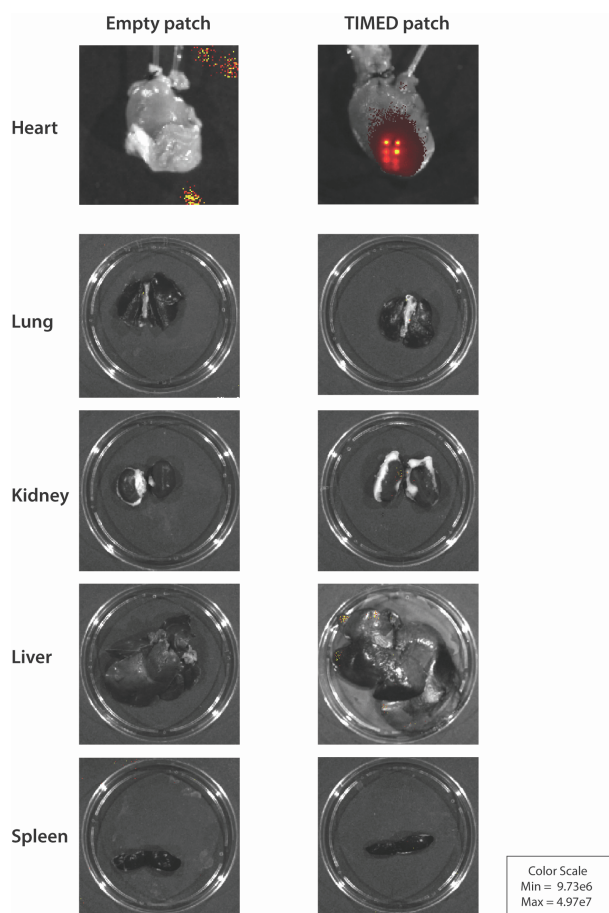 Empty patch
TIMED patch
Heart
Lung
Kidney
Liver
Spleen
Color Scale
Min = 9.73e6
Max = 4.97e7